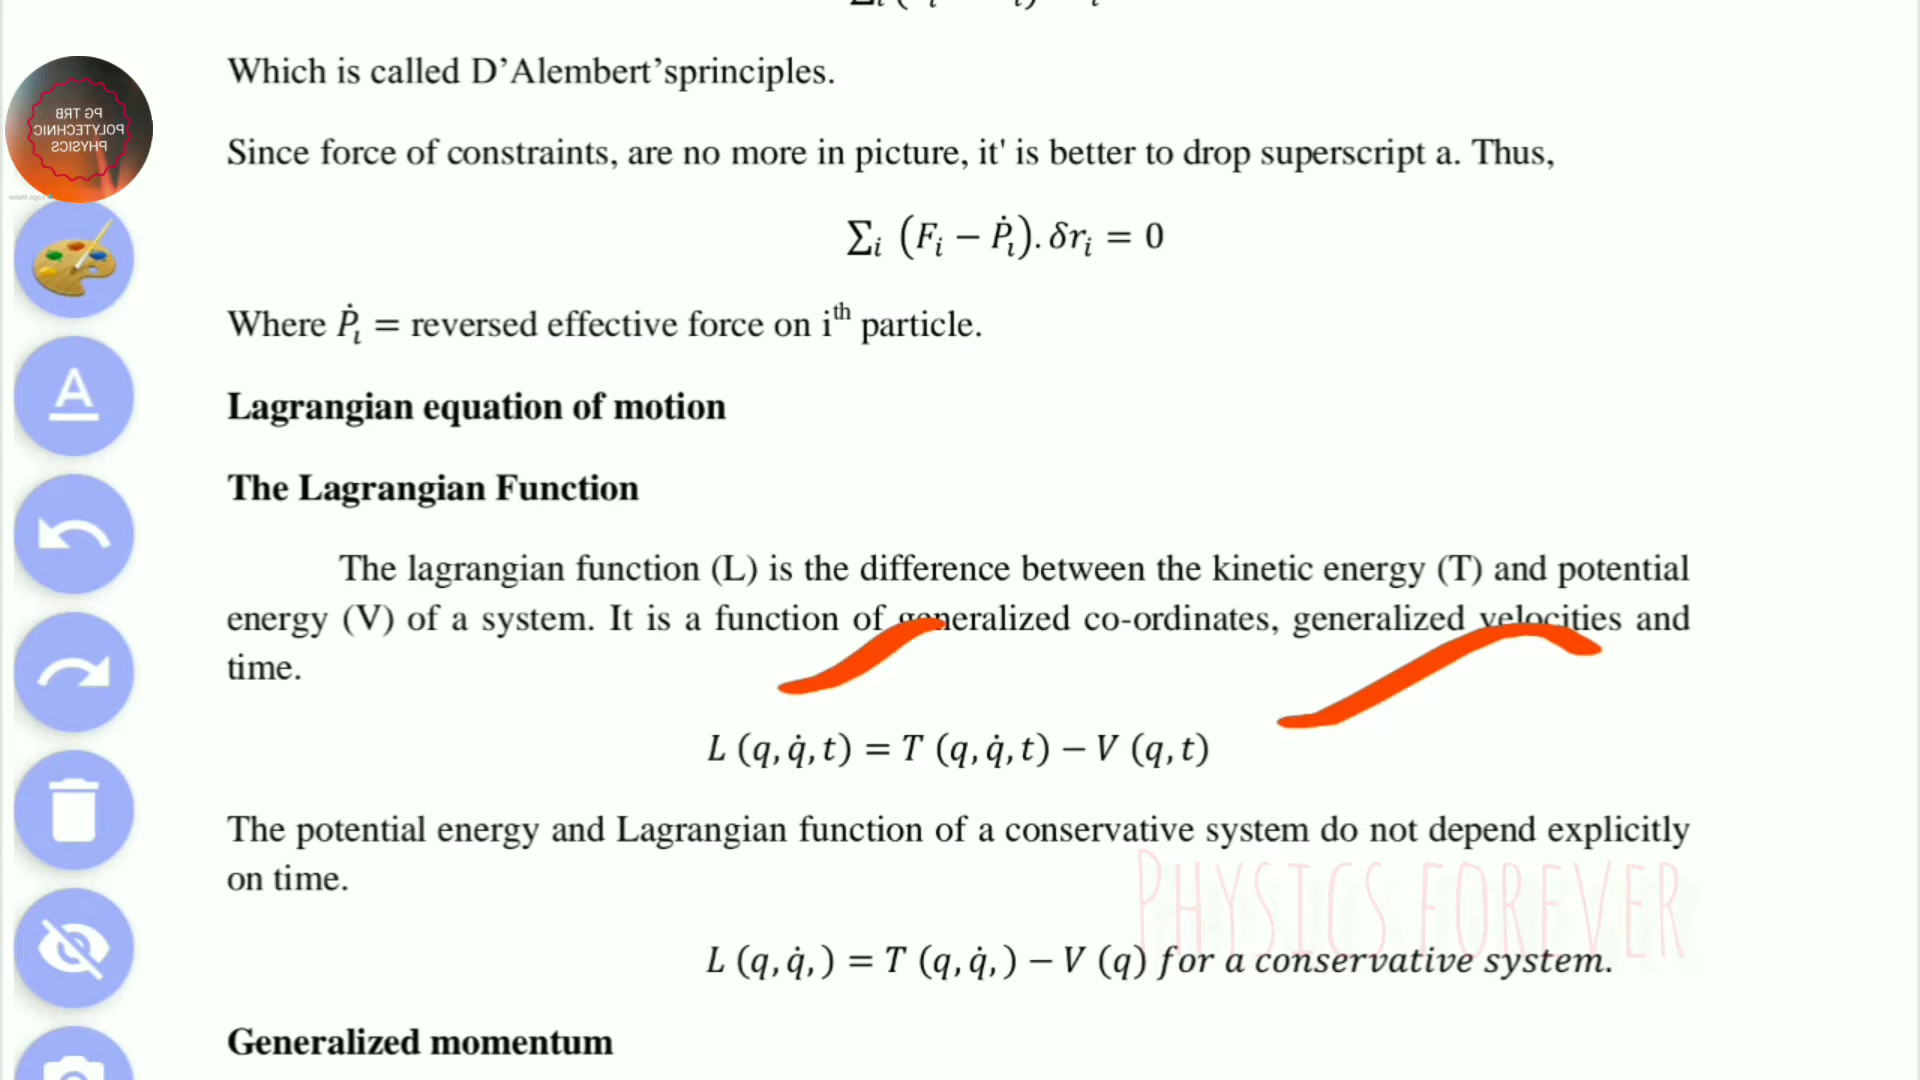 Which is called D’Alembert’sprinciples.
Since force of constraints, are no more in picture, it' is better to drop superscript a. Thus,
∑i (Fi − Ṗi). δri = 0
Where Ṗi = reversed effective force on ith particle.
Lagrangian equation of motion
The Lagrangian Function
The lagrangian function (L) is the difference between the kinetic energy (T) and potential
energy (V) of a system. It is a function of generalized co-ordinates, generalized velocities and
time.
L (q, q̇, t) = T (q, q̇, t) − V (q, t)
The potential energy and Lagrangian function of a conservative system do not depend explicitly
on time.
L (q, q̇, ) = T (q, q̇, ) − V (q) for a conservative system.
Generalized momentum
PG TRB
POLYTECHNIC
PHYSICS
A
PHYSICS FOREVER